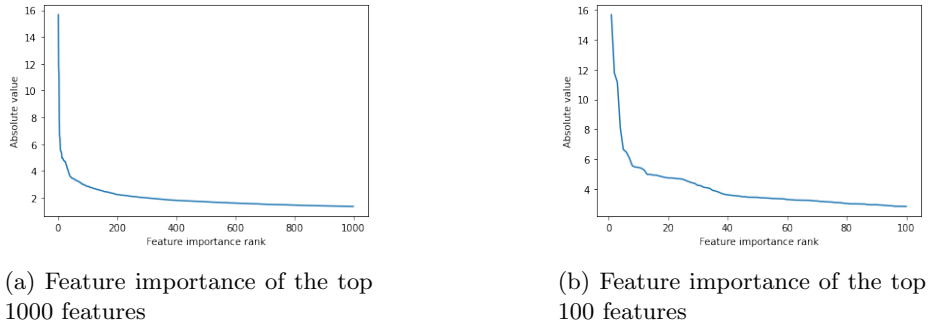 16
14
12
10
8
6
4
2
Absolute value
0 200 400 600 800 1000
Feature importance rank
(a) Feature importance of the top
1000 features
16
14
12
10
8
6
4
Absolute value
0 20 40 60 80 100
Feature importance rank
(b) Feature importance of the top
100 features